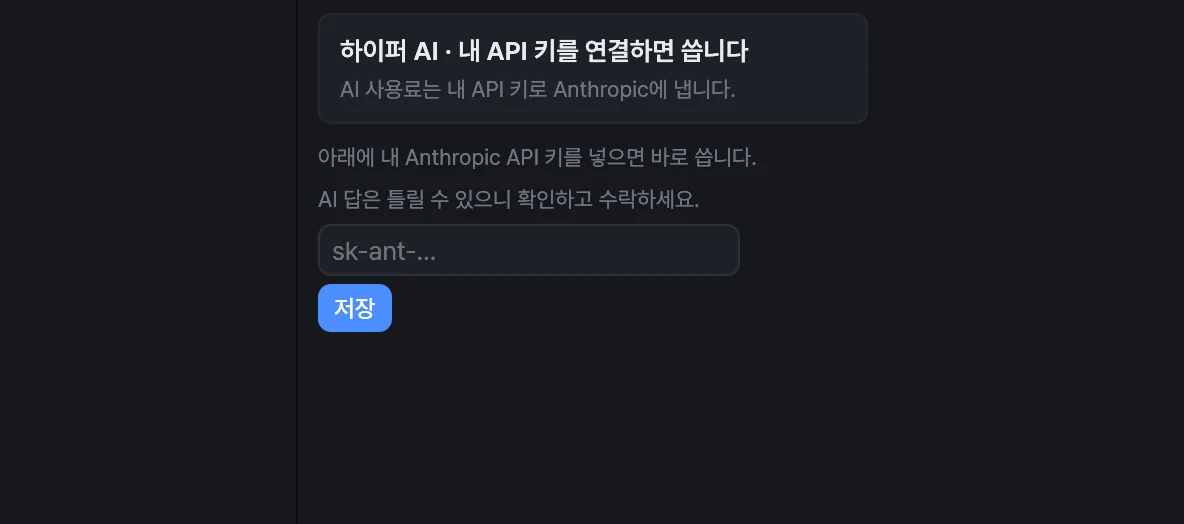 하이퍼 AI · 내 API 키를 연결하면 씁니다
AI 사용료는 내 API 키로 Anthropic에 냅니다.
아래에 내 Anthropic API 키를 넣으면 바로 씁니다.
AI 답은 틀릴 수 있으니 확인하고 수락하세요.
sk-ant-...
저장